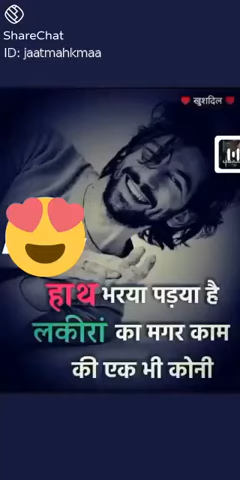 ShareChat
ID: jaatmahkmaa
खुशदिल
हाथ भरया पड़या है
लकीरां का मगर काम
की एक भी कोनी